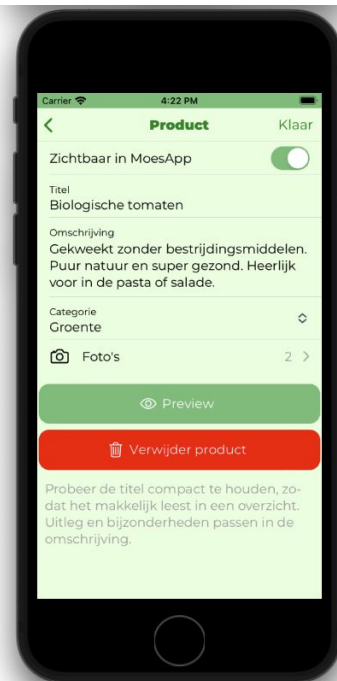 Carrier 4:22 PM
Product Klaar
Zichtbaar in MoesApp
Titel
Biologische tomaten
Omschrijving
Gekweekt zonder bestrijdingsmiddelen.
Puur natuur en super gezond. Heerlijk
voor in de pasta of salade.
Categorie
Groente
Foto's 2
Preview
Verwijder product
Probeer de titel compact te houden, zo-
dat het makkelijk leest in een overzicht.
Uitleg en bijzonderheden passen in de
omschrijving.